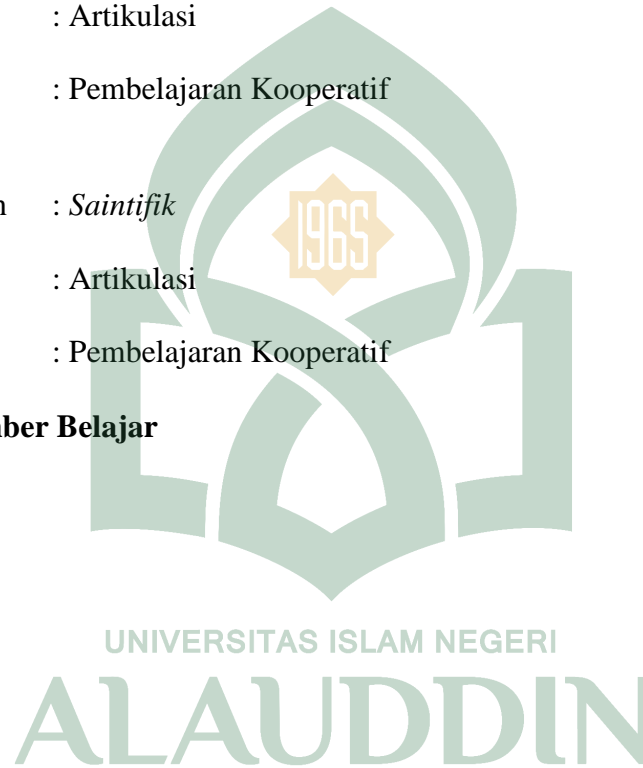 : Artikulasi
: Pembelajaran Kooperatif
n : Saintifik
1965
: Artikulasi
: Pembelajaran Kooperatif
ber Belajar
UNIVERSITAS ISLAM NEGERI
ALAUDDIN